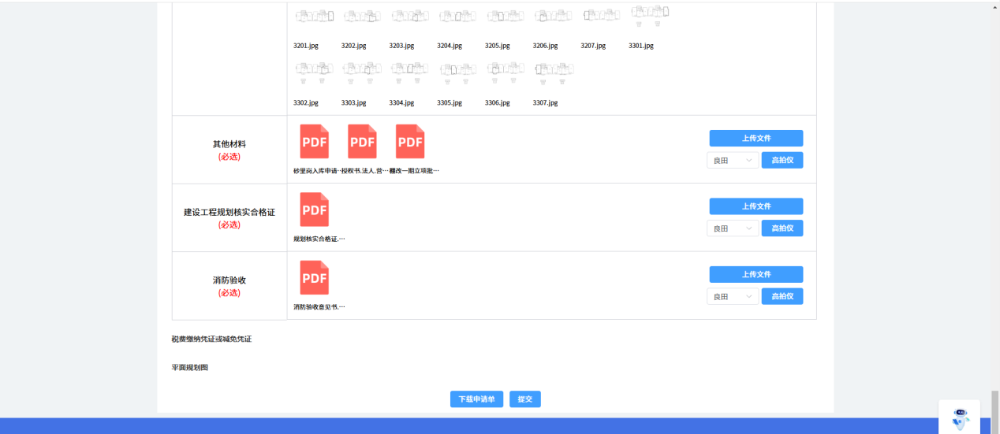 3201.jpg 3202.jpg 3203.jpg 3204.jpg 3205.jpg 3206.jpg 3207.jpg 3301.jpg
3302.jpg 3303.jpg 3304.jpg 3305.jpg 3306.jpg 3307.jpg
其他材料
(必选)
PDF PDF PDF
砂里岗入库申请··授权书.法人.营···棚改一期立项批···
上传文件
良田 高拍仪
建设工程规划核实合格证
(必选)
PDF
规划核实合格证.···
上传文件
良田 高拍仪
消防验收
(必选)
PDF
消防验收意见书.···
上传文件
良田 高拍仪
税费缴纳凭证或减免凭证
平面规划图
下载申请单 提交